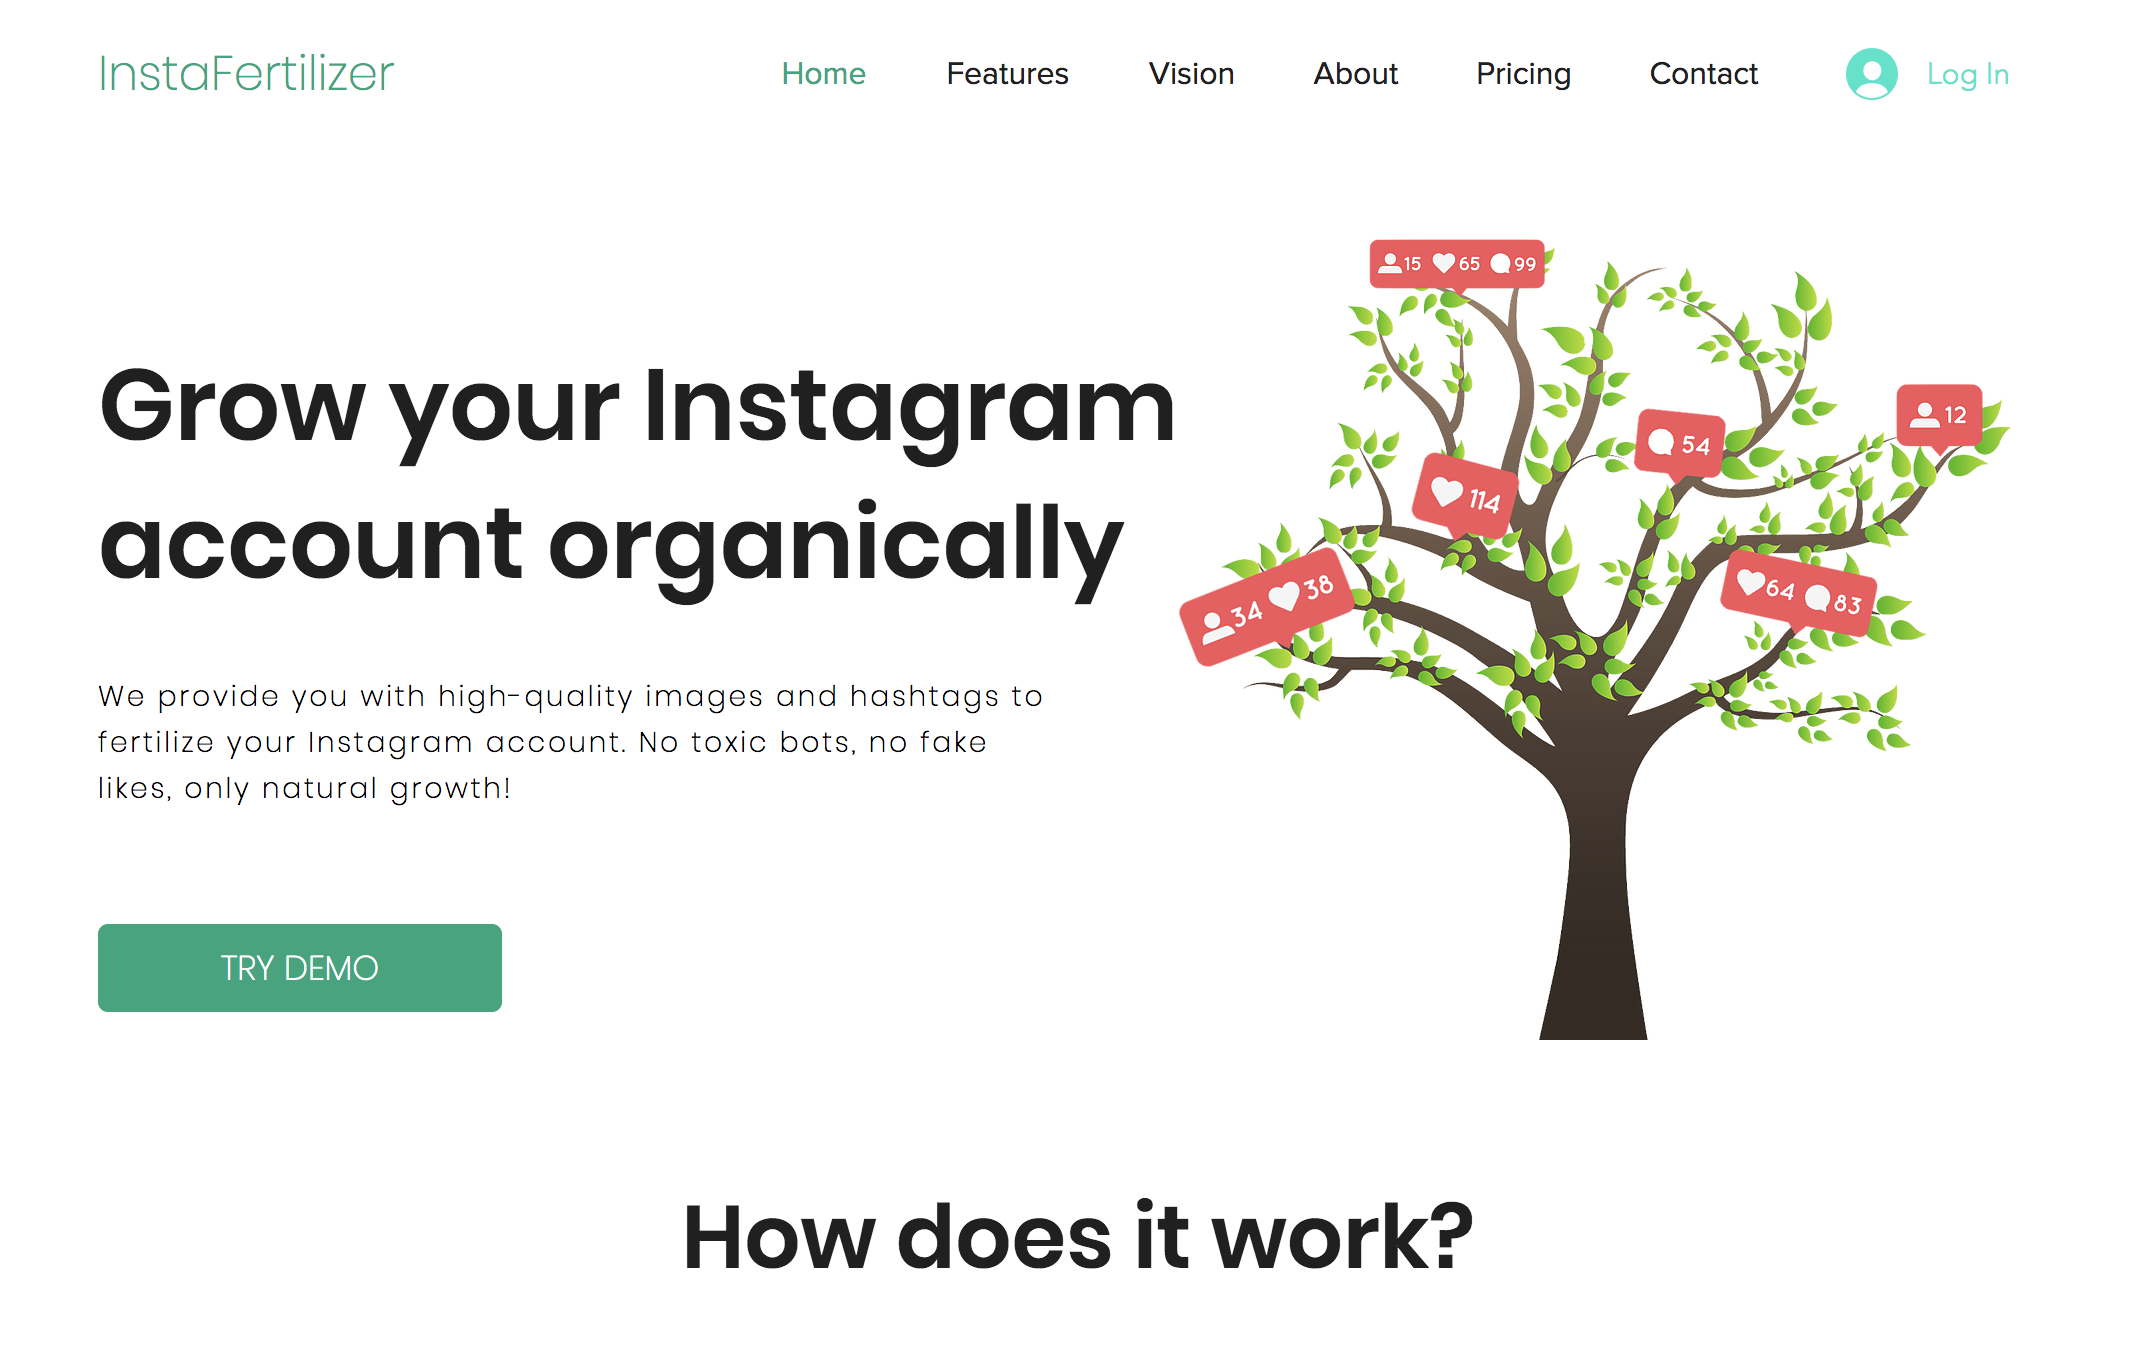 InstaFertilizer
Home Features Vision About Pricing Contact Log In
15 65 99
12
54
114
34 38
64 83
Grow your Instagram
account organically
We provide you with high-quality images and hashtags to
fertilize your Instagram account. No toxic bots, no fake
likes, only natural growth!
TRY DEMO
How does it work?